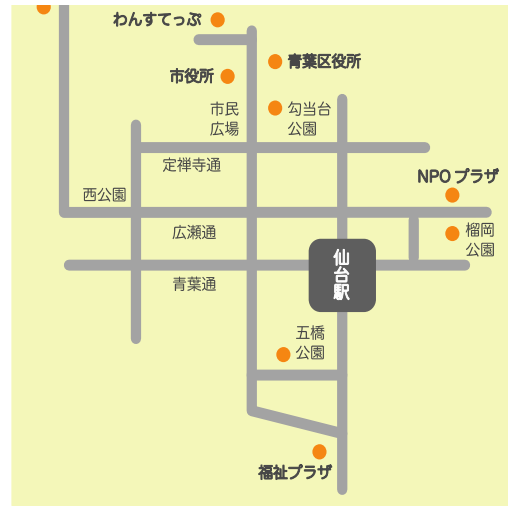 わんすてっぷ
青葉区役所
市役所
市民
広場
勾当台
公園
定禅寺通
NPO プラザ
西公園
広瀬通
榴岡
公園
仙台駅
青葉通
五橋
公園
福祉プラザ